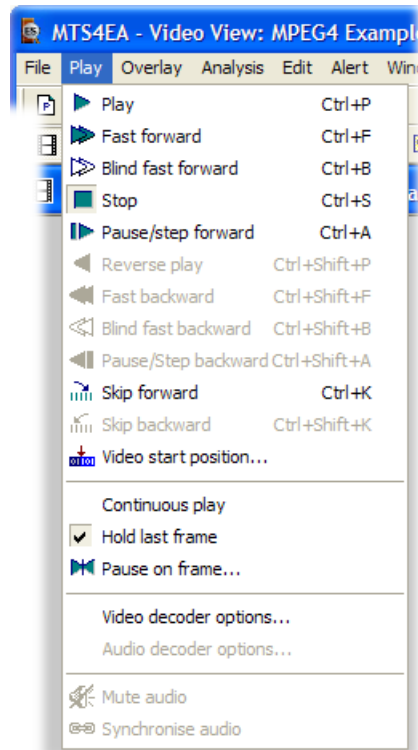 MTS4EA - Video View: MPEG4 Exampl
File Play Overlay Analysis Edit Alert Win
Play Ctrl+P
Fast forward Ctrl+F
Blind fast forward Ctrl+B
Stop Ctrl+S
Pause/step forward Ctrl+A
Reverse play Ctrl+Shift+P
Fast backward Ctrl+Shift+F
Blind fast backward Ctrl+Shift+B
Pause/Step backward Ctrl+Shift+A
Skip forward Ctrl+K
Skip backward Ctrl+Shift+K
Video start position...
Continuous play
Hold last frame
Pause on frame...
Video decoder options...
Audio decoder options...
Mute audio
Synchronise audio